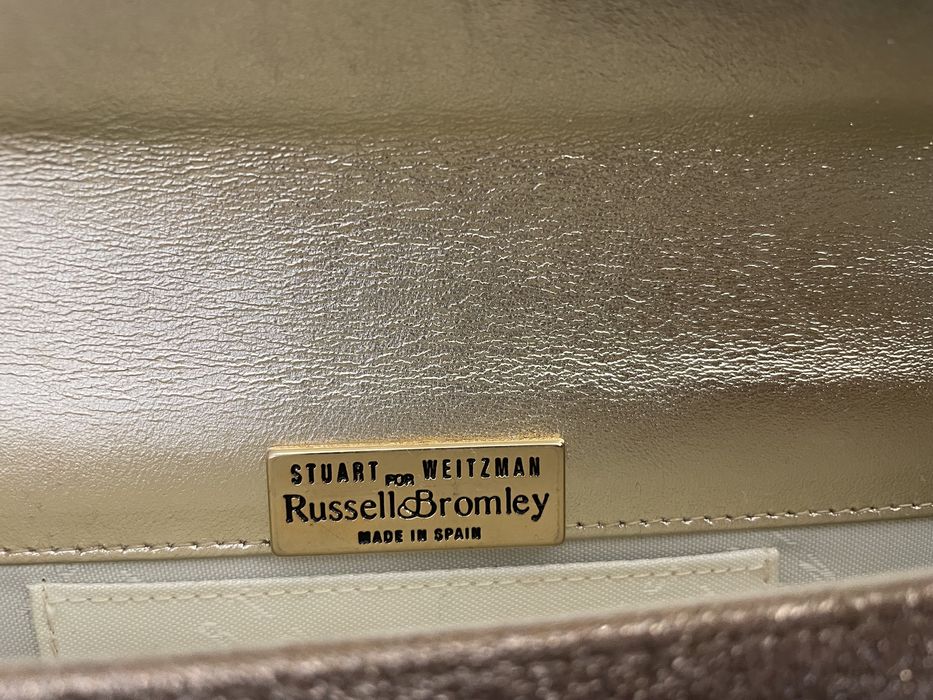 STUART FOR WEITZMAN
Russell&Bromley
MADE IN SPAIN